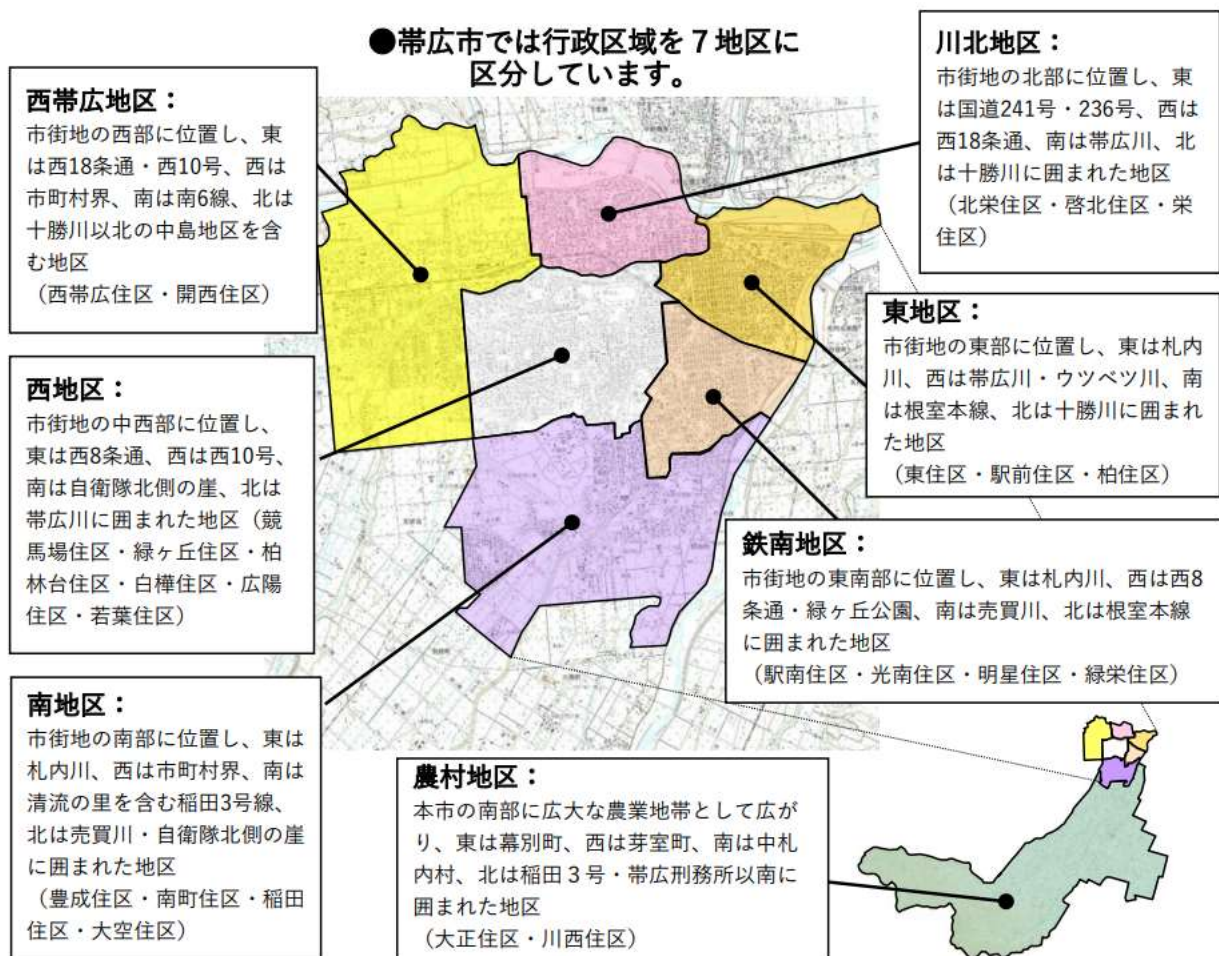 ●帯広市では行政区域を７地区に
区分しています。
西帯広地区：
市街地の西部に位置し、東
は西18条通・西10号、西は
市町村界、南は南6線、北は
十勝川以北の中島地区を含
む地区
（西帯広住区・開西住区）
西地区：
市街地の中西部に位置し、
東は西8条通、西は西10号、
南は自衛隊北側の崖、北は
帯広川に囲まれた地区（競
馬場住区・緑ヶ丘住区・柏
林台住区・白樺住区・広陽
住区・若葉住区）
南地区：
市街地の南部に位置し、東は
札内川、西は市町村界、南は
清流の里を含む稲田3号線、
北は売買川・自衛隊北側の崖
に囲まれた地区
（豊成住区・南町住区・稲田
住区・大空住区）
川北地区：
市街地の北部に位置し、東
は国道241号・236号、西は
西18条通、南は帯広川、北
は十勝川に囲まれた地区
（北栄住区・啓北住区・栄
住区）
東地区：
市街地の東部に位置し、東は札内
川、西は帯広川・ウツベツ川、南
は根室本線、北は十勝川に囲まれ
た地区
（東住区・駅前住区・柏住区）
鉄南地区：
市街地の東南部に位置し、東は札内川、西は西8
条通・緑ヶ丘公園、南は売買川、北は根室本線
に囲まれた地区
（駅南住区・光南住区・明星住区・緑栄住区）
農村地区：
本市の南部に広大な農業地帯として広が
り、東は幕別町、西は芽室町、南は中札
内村、北は稲田３号・帯広刑務所以南に
囲まれた地区
（大正住区・川西住区）